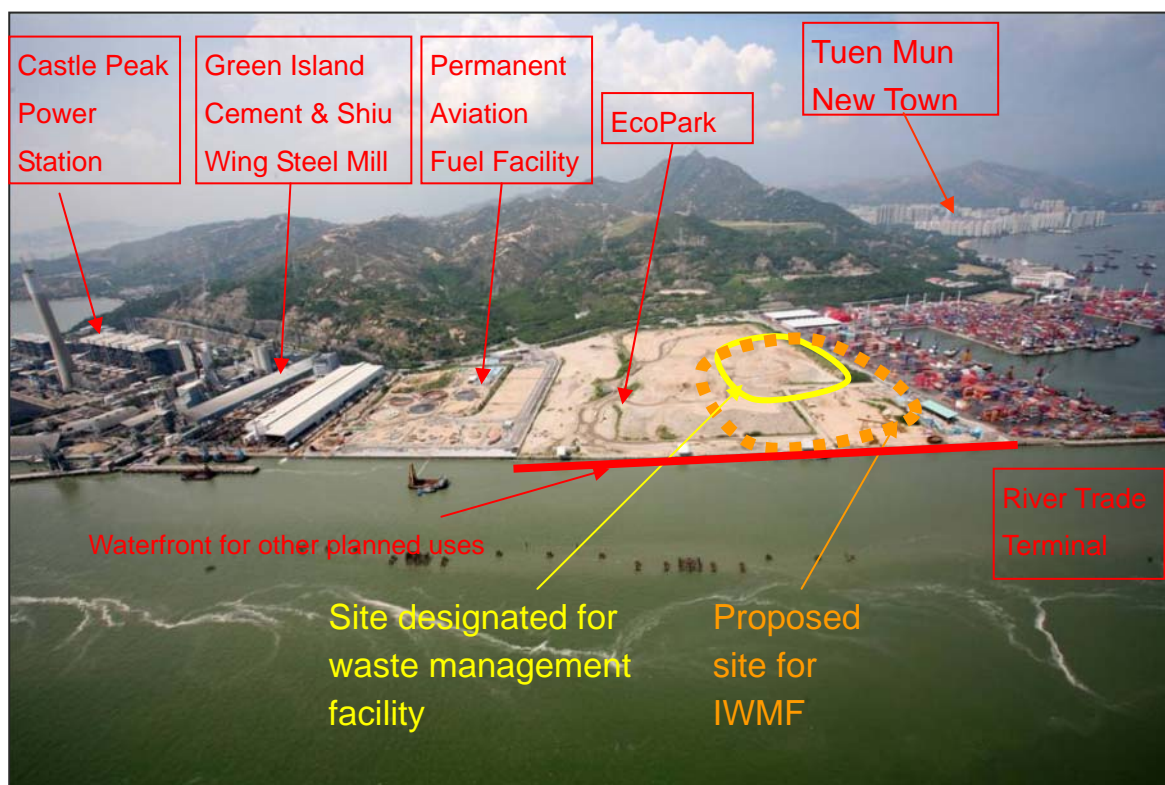 Castle Peak
Power
Station
Green Island
Cement & Shiu
Wing Steel Mill
Permanent
Aviation
Fuel Facility
EcoPark
Tuen Mun
New Town
River Trade
Terminal
Waterfront for other planned uses
Site designated for
waste management
facility
Proposed
site for
IWMF